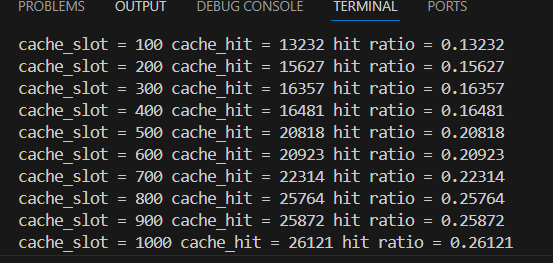 PROBLEMS OUTPUT DEBUG CONSOLE TERMINAL PORTS
cache_slot = 100 cache_hit = 13232 hit ratio = 0.13232
cache_slot = 200 cache_hit = 15627 hit ratio = 0.15627
cache_slot = 300 cache_hit = 16357 hit ratio = 0.16357
cache_slot = 400 cache_hit = 16481 hit ratio = 0.16481
cache_slot = 500 cache_hit = 20818 hit ratio = 0.20818
cache_slot = 600 cache_hit = 20923 hit ratio = 0.20923
cache_slot = 700 cache_hit = 22314 hit ratio = 0.22314
cache_slot = 800 cache_hit = 25764 hit ratio = 0.25764
cache_slot = 900 cache_hit = 25872 hit ratio = 0.25872
cache_slot = 1000 cache_hit = 26121 hit ratio = 0.26121